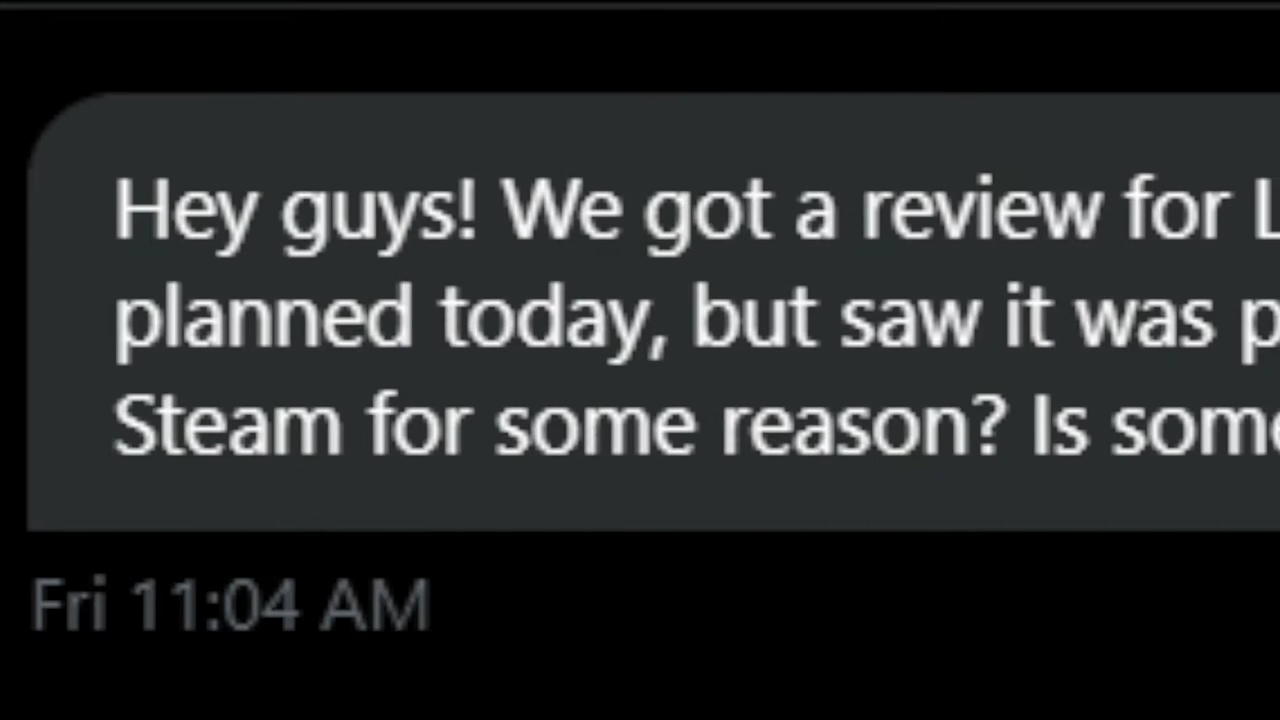 Hey guys! We got a review for L
planned today, but saw it was p
Steam for some reason? Is some
Fri 11:04 AM